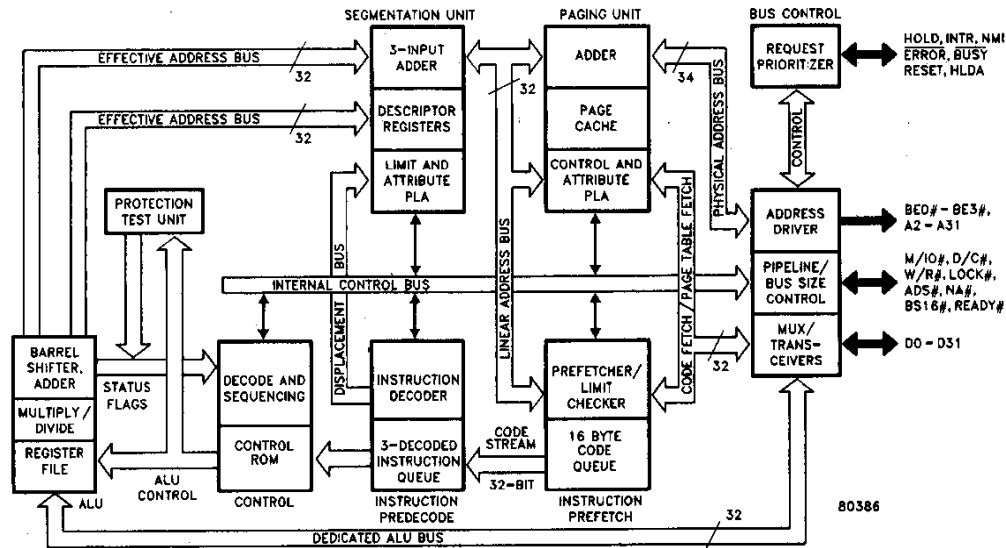 SEGMENTATION UNIT
PAGING UNIT
BUS CONTROL
3-INPUT
ADDER
DESCRIPTOR
REGISTERS
LIMIT AND
ATTRIBUTE
PLA
ADDER
PAGE
CACHE
CONTROL AND
ATTRIBUTE
PLA
REQUEST
PRIORITIZER
HOLD, INTR, NMI
ERROR, BUSY
RESET, HLDA
EFFECTIVE ADDRESS BUS
32
EFFECTIVE ADDRESS BUS
32
32
34
PHYSICAL ADDRESS BUS
CONTROL
PROTECTION
TEST UNIT
ADDRESS
DRIVER
PIPELINE/
BUS SIZE
CONTROL
MUX/
TRANS-
CEIVERS
BE0# - BE3#,
A2 - A31
M/IO#, D/C#,
W/R#, LOCK#,
ADS#, NA#,
BS16#, READY#
D0 - D31
INTERNAL CONTROL BUS
DISPLACEMENT BUS
LINEAR ADDRESS BUS
CODE FETCH/PAGE TABLE FETCH
32
BARREL
SHIFTER,
ADDER
MULTIPLY/
DIVIDE
REGISTER
FILE
ALU
STATUS
FLAGS
ALU
CONTROL
DECODE AND
SEQUENCING
CONTROL
ROM
CONTROL
INSTRUCTION
DECODER
3-DECODED
INSTRUCTION
QUEUE
INSTRUCTION
PREDECODE
CODE
STREAM
32-BIT
PREFETCHER/
LIMIT
CHECKER
16 BYTE
CODE
QUEUE
INSTRUCTION
PREFETCH
80386
DEDICATED ALU BUS
32